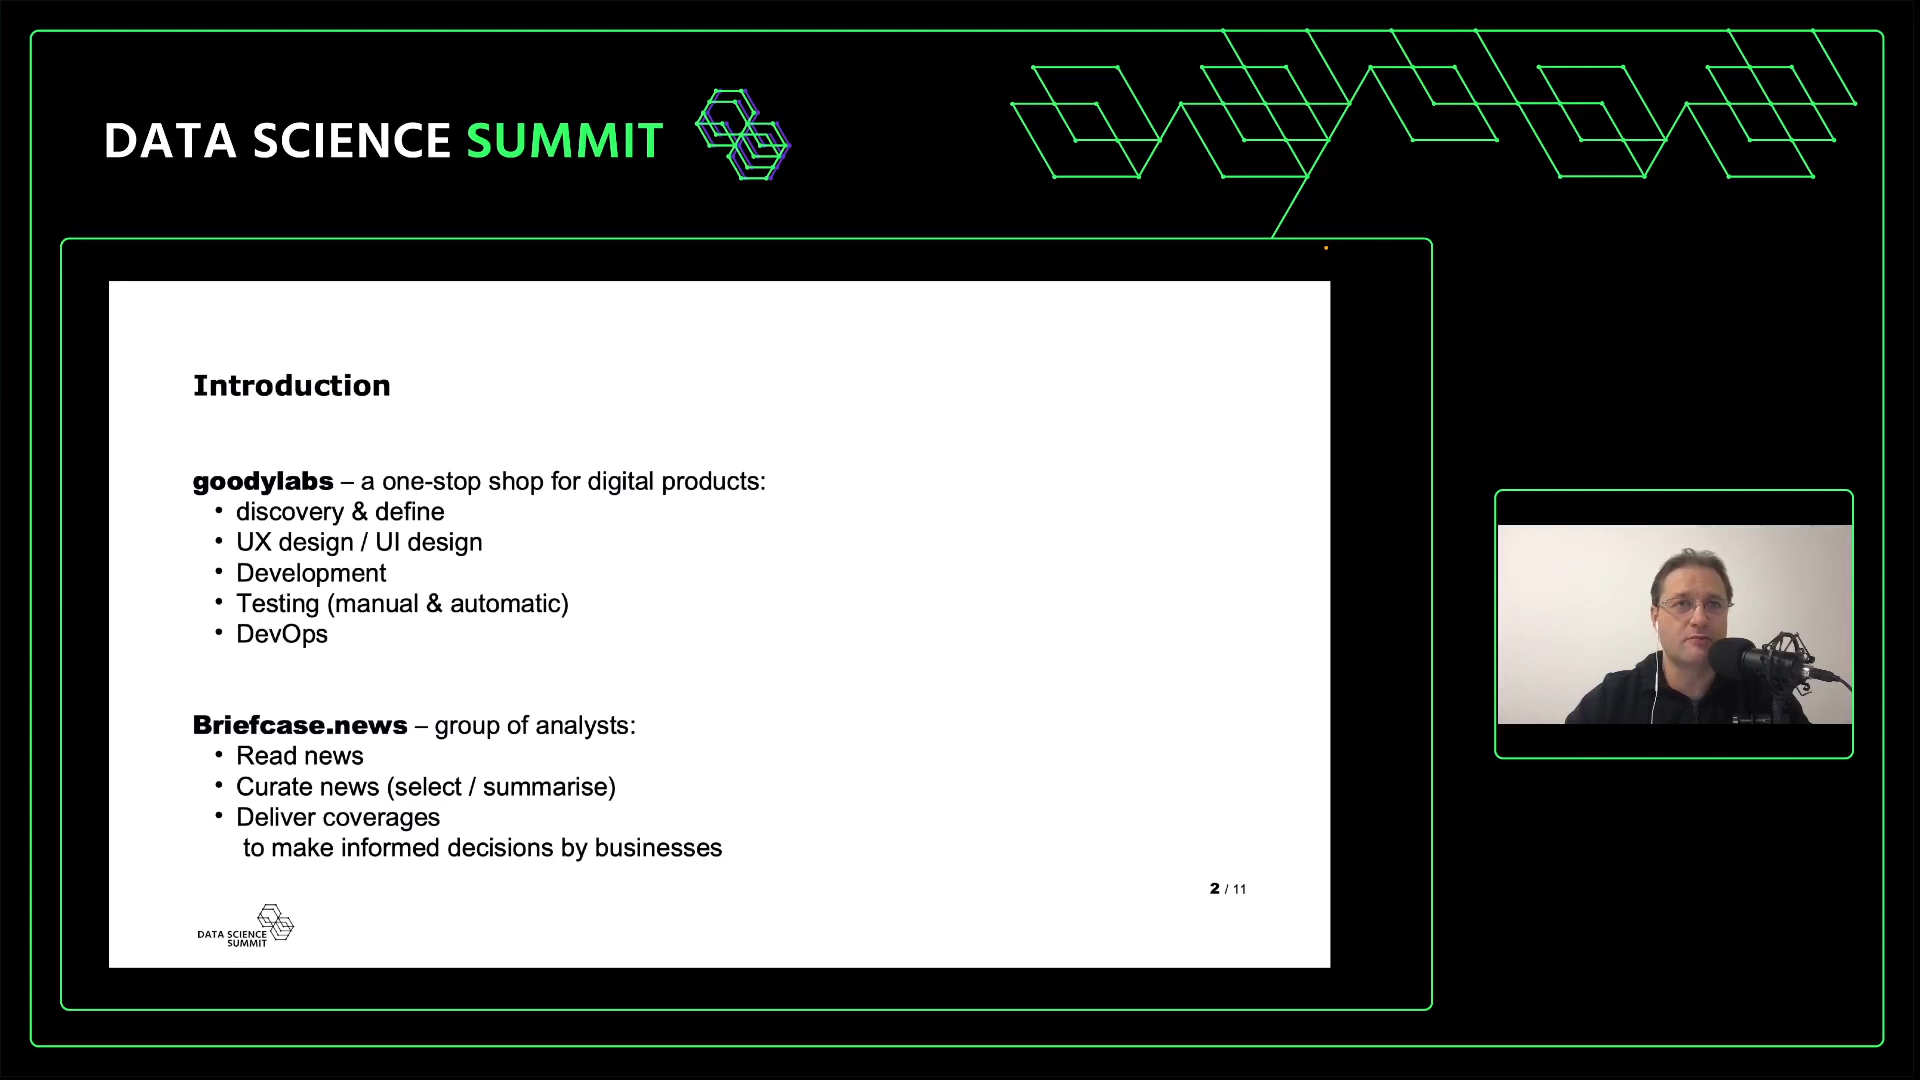 DATA SCIENCE SUMMIT
Introduction
goodylabs – a one-stop shop for digital products:
• discovery & define
• UX design / UI design
• Development
• Testing (manual & automatic)
• DevOps
Briefcase.news – group of analysts:
• Read news
• Curate news (select / summarise)
• Deliver coverages
to make informed decisions by businesses
2 / 11
DATA SCIENCE
SUMMIT